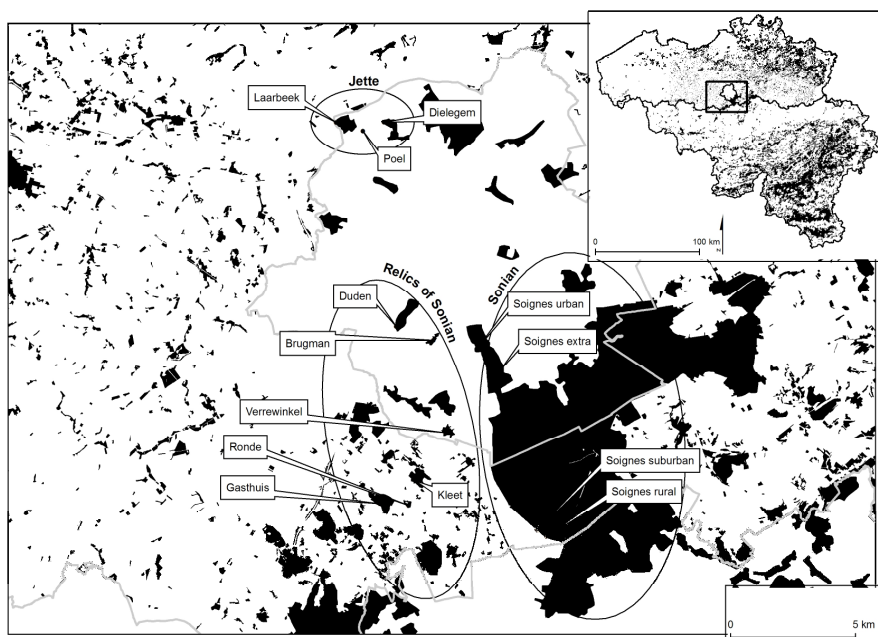 Jette
Laarbeek
Dielegem
Poel
0
100 km
z
Relics of Sonian
Sonian
Duden
Soignes urban
Brugman
Soignes extra
Verrewinkel
Ronde
Soignes suburban
Gasthuis
Kleet
Soignes rural
0
5 km